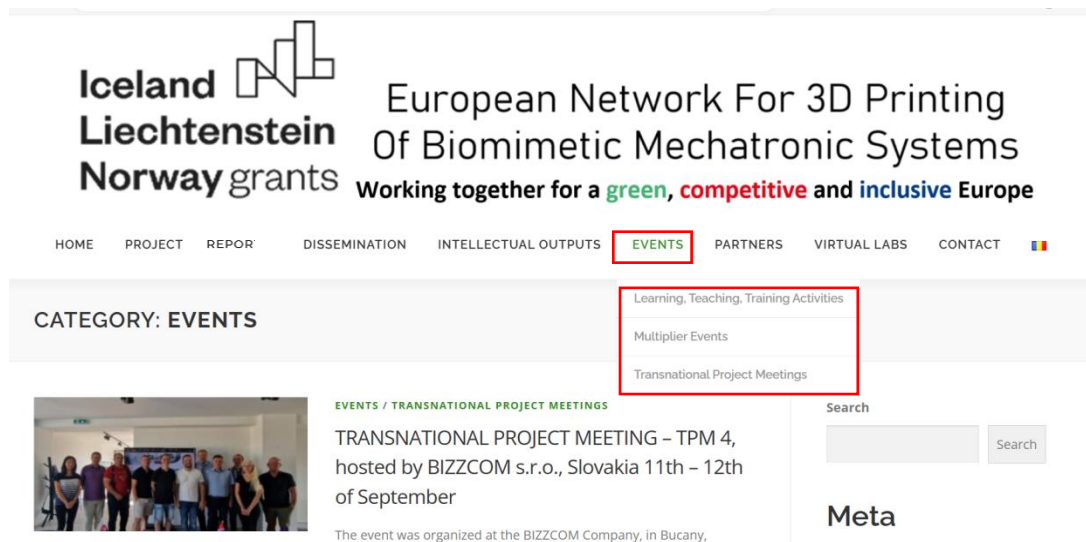 Iceland
Liechtenstein
Norway grants
European Network For 3D Printing
Of Biomimetic Mechatronic Systems
Working together for a green, competitive and inclusive Europe
HOME PROJECT REPOR DISSEMINATION INTELLECTUAL OUTPUTS EVENTS PARTNERS VIRTUAL LABS CONTACT
Learning, Teaching, Training Activities
Multiplier Events
Transnational Project Meetings
CATEGORY: EVENTS
EVENTS / TRANSNATIONAL PROJECT MEETINGS
TRANSNATIONAL PROJECT MEETING – TPM 4,
hosted by BIZZCOM s.r.o., Slovakia 11th – 12th
of September
The event was organized at the BIZZCOM Company, in Bucany,
Search
Search
Meta